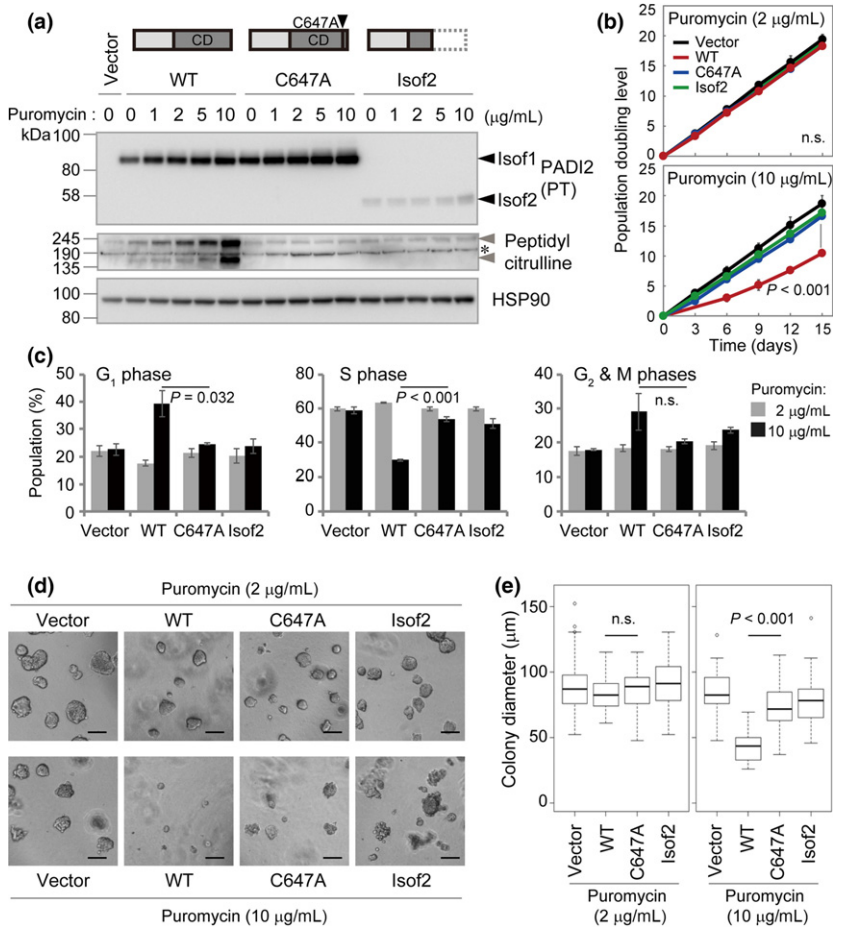 (a)
C647A
CD
CD
Vector
WT
C647A
Isof2
Puromycin :
0 0 1 2 5 10 0 1 2 5 10 0 1 2 5 10 (μg/mL)
kDa
100
80
58
Isof1
Isof2
PADI2
(PT)
245
190
135
*
Peptidyl
citrulline
100
80
HSP90
(b)
Puromycin (2 μg/mL)
Vector
WT
C647A
Isof2
25
20
15
10
5
0
n.s.
Puromycin (10 μg/mL)
25
20
15
10
5
0
P < 0.001
0 3 6 9 12 15
Time (days)
Population doubling level
(c)
G1 phase
P = 0.032
50
40
30
20
10
0
Population (%)
Vector WT C647A Isof2
S phase
P < 0.001
80
60
40
20
0
Vector WT C647A Isof2
G2 & M phases
n.s.
50
40
30
20
10
0
Vector WT C647A Isof2
Puromycin:
2 μg/mL
10 μg/mL
(d)
Puromycin (2 μg/mL)
Vector WT C647A Isof2
Vector WT C647A Isof2
Puromycin (10 μg/mL)
(e)
Colony diameter (μm)
150
100
50
0
n.s.
P < 0.001
Vector WT C647A Isof2
Vector WT C647A Isof2
Puromycin
(2 μg/mL)
Puromycin
(10 μg/mL)